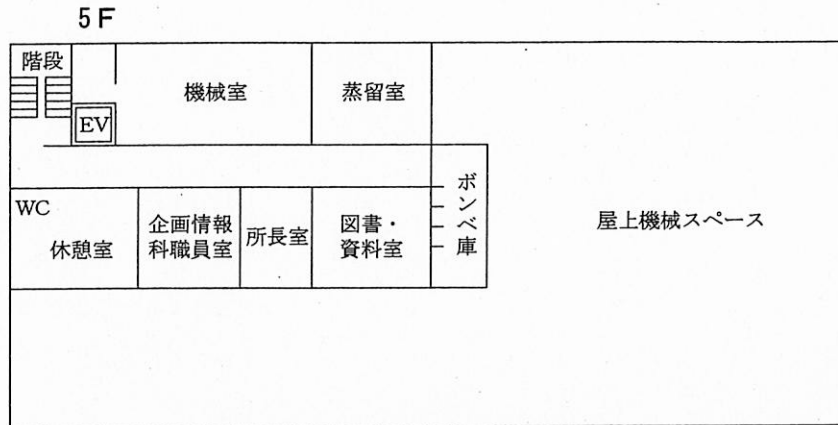 5F
階段
機械室
蒸留室
EV
WC
休憩室
企画情報
科職員室
所長室
図書・
資料室
ボンベ庫
屋上機械スペース